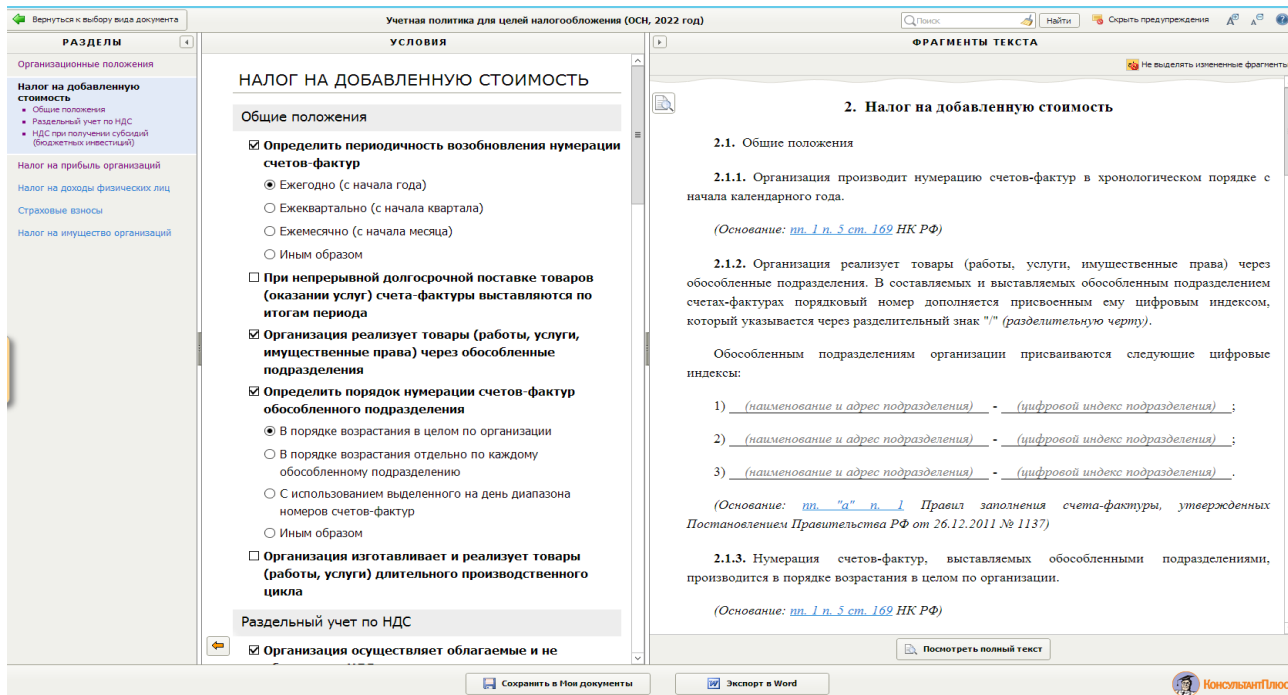 Вернуться к выбору вида документа
Учетная политика для целей налогообложения (ОСН, 2022 год)
Поиск
Найти
Скрыть предупреждения
РАЗДЕЛЫ
Организационные положения
Налог на добавленную
стоимость
• Общие положения
• Раздельный учет по НДС
• НДС при получении субсидий
(бюджетных инвестиций)
Налог на прибыль организаций
Налог на доходы физических лиц
Страховые взносы
Налог на имущество организаций
УСЛОВИЯ
НАЛОГ НА ДОБАВЛЕННУЮ СТОИМОСТЬ
Общие положения
Определить периодичность возобновления нумерации
счетов-фактур
Ежегодно (с начала года)
Ежеквартально (с начала квартала)
Ежемесячно (с начала месяца)
Иным образом
При непрерывной долгосрочной поставке товаров
(оказании услуг) счета-фактуры выставляются по
итогам периода
Организация реализует товары (работы, услуги,
имущественные права) через обособленные
подразделения
Определить порядок нумерации счетов-фактур
обособленного подразделения
В порядке возрастания в целом по организации
В порядке возрастания отдельно по каждому
обособленному подразделению
С использованием выделенного на день диапазона
номеров счетов-фактур
Иным образом
Организация изготавливает и реализует товары
(работы, услуги) длительного производственного
цикла
Раздельный учет по НДС
Организация осуществляет облагаемые и не
ФРАГМЕНТЫ ТЕКСТА
Не выделять измененные фрагменты
2. Налог на добавленную стоимость
2.1. Общие положения
2.1.1. Организация производит нумерацию счетов-фактур в хронологическом порядке с
начала календарного года.
(Основание: пп. 1 п. 5 ст. 169 НК РФ)
2.1.2. Организация реализует товары (работы, услуги, имущественные права) через
обособленные подразделения. В составляемых и выставляемых обособленным подразделением
счетах-фактурах порядковый номер дополняется присвоенным ему цифровым индексом,
который указывается через разделительный знак "/" (разделительную черту).
Обособленным подразделениям организации присваиваются следующие цифровые
индексы:
1) (наименование и адрес подразделения) - (цифровой индекс подразделения) ;
2) (наименование и адрес подразделения) - (цифровой индекс подразделения) ;
3) (наименование и адрес подразделения) - (цифровой индекс подразделения) .
(Основание: пп. "а" п. 1 Правил заполнения счета-фактуры, утвержденных
Постановлением Правительства РФ от 26.12.2011 № 1137)
2.1.3. Нумерация счетов-фактур, выставляемых обособленными подразделениями,
производится в порядке возрастания в целом по организации.
(Основание: пп. 1 п. 5 ст. 169 НК РФ)
Посмотреть полный текст
Сохранить в Мои документы
Экспорт в Word
КонсультантПлюс